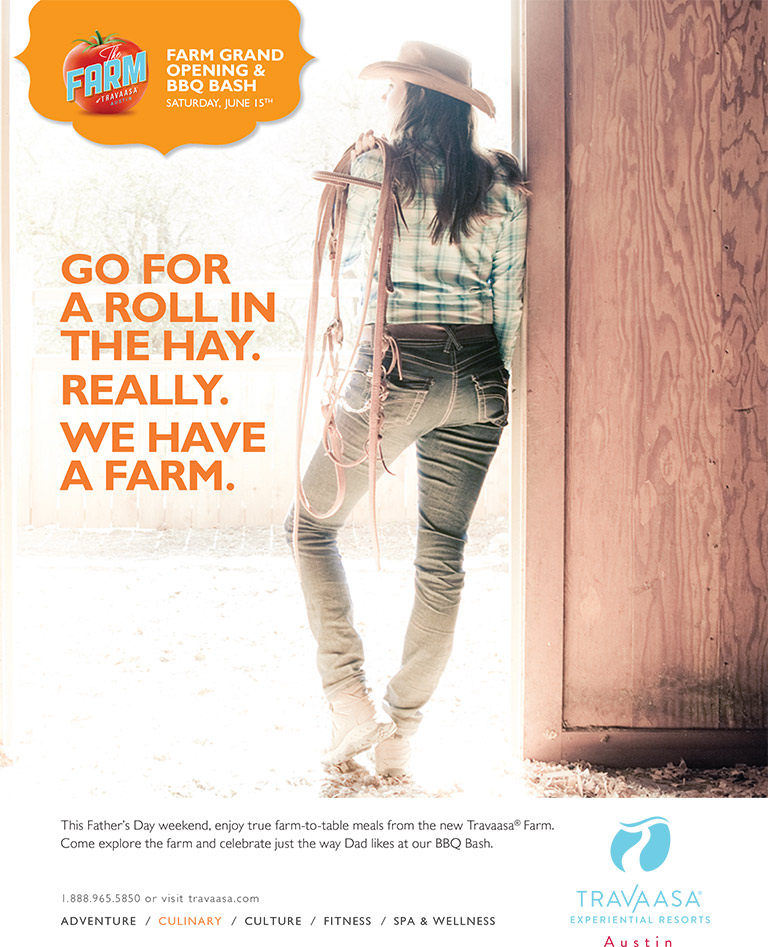 The
FARM
at TRAVAASA
AUSTIN
FARM GRAND
OPENING &
BBQ BASH
SATURDAY, JUNE 15TH
GO FOR
A ROLL IN
THE HAY.
REALLY.
WE HAVE
A FARM.
This Father's Day weekend, enjoy true farm-to-table meals from the new Travaasa® Farm.
Come explore the farm and celebrate just the way Dad likes at our BBQ Bash.
1.888.965.5850 or visit travaasa.com
ADVENTURE / CULINARY / CULTURE / FITNESS / SPA & WELLNESS
TRAVAASA®
EXPERIENTIAL RESORTS
Austin